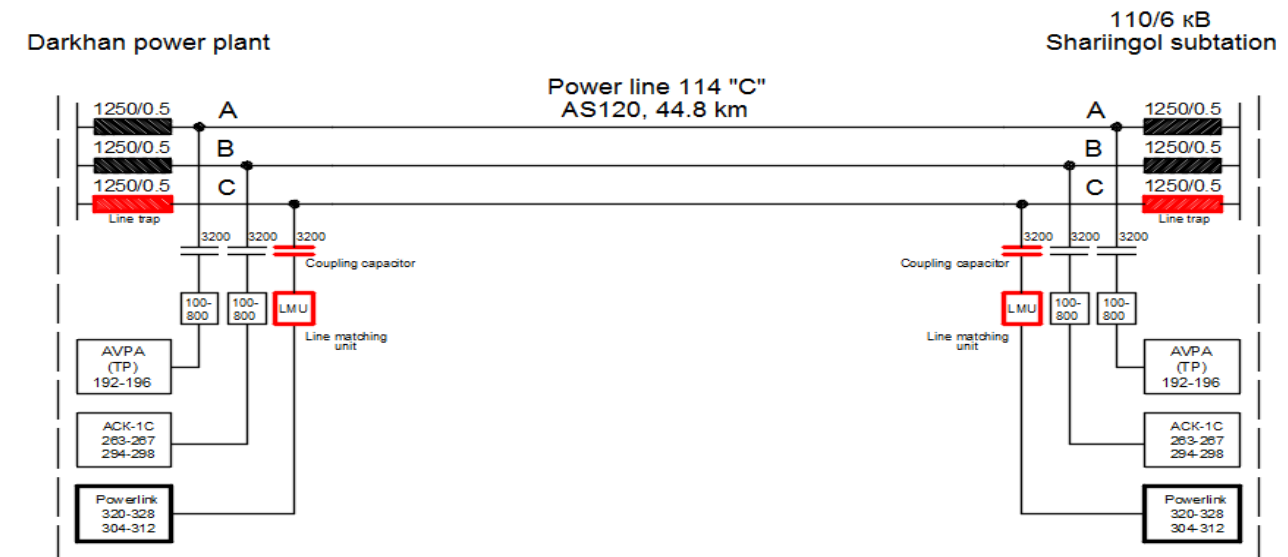 110/6 кВ
Darkhan power plant
Shariingol subtation
Power line 114 "C"
AS120, 44.8 km
1250/0.5
A
A
1250/0.5
1250/0.5
B
B
1250/0.5
1250/0.5
C
C
1250/0.5
Line trap
Line trap
3200
3200
3200
3200
3200
3200
Coupling capacitor
Coupling capacitor
100-
800
100-
800
LMU
LMU
100-
800
100-
800
Line matching
unit
Line matching
unit
AVPA
(TP)
192-196
AVPA
(TP)
192-196
ACK-1C
263-267
294-298
ACK-1C
263-267
294-298
Powerlink
320-328
304-312
Powerlink
320-328
304-312